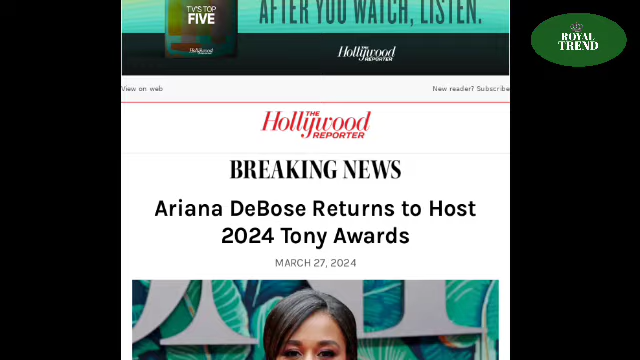 TV'S TOP
FIVE
AFTER YOU WATCH, LISTEN.
Hollywood
REPORTER
ROYAL
TREND
View on web
New reader? Subscribe
THE
Hollywood
REPORTER
BREAKING NEWS
Ariana DeBose Returns to Host
2024 Tony Awards
MARCH 27, 2024